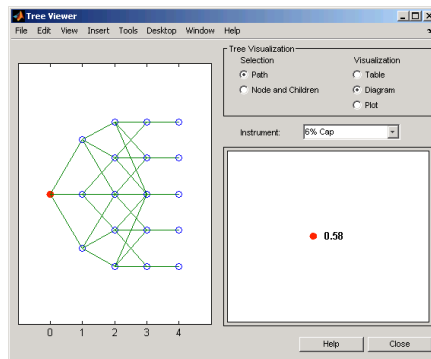 Tree Viewer
File Edit View Insert Tools Desktop Window Help
Tree Visualization
Selection Visualization
Path Table
Node and Children Diagram
Plot
Instrument: 6% Cap
0.58
0 1 2 3 4
Help Close